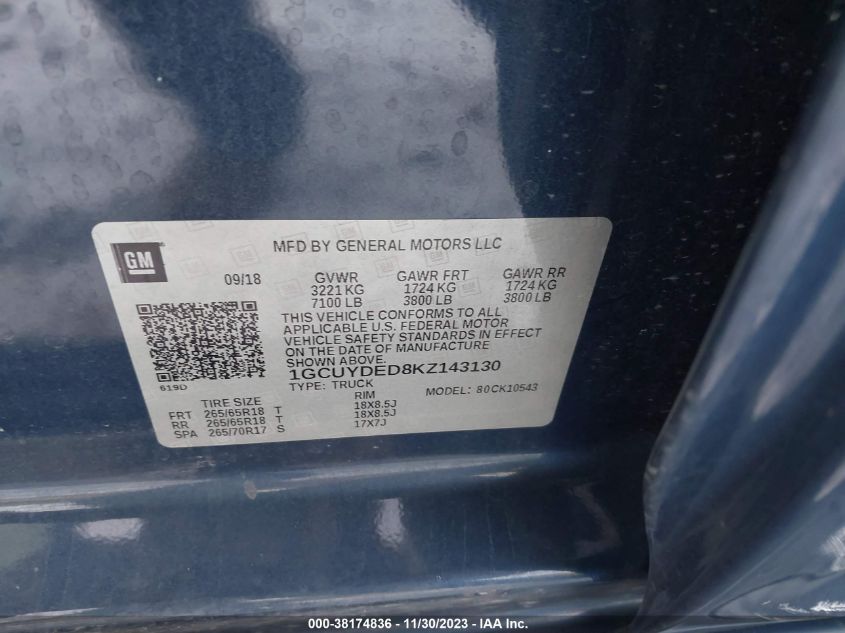 GM
MFD BY GENERAL MOTORS LLC
09/18 GVWR GAWR FRT GAWR RR
3221 KG 1724 KG 1724 KG
7100 LB 3800 LB 3800 LB
THIS VEHICLE CONFORMS TO ALL
APPLICABLE U.S. FEDERAL MOTOR
VEHICLE SAFETY STANDARDS IN EFFECT
ON THE DATE OF MANUFACTURE
SHOWN ABOVE.
1GCUYDED8KZ143130
619D
TYPE: TRUCK MODEL: 80CK10543
TIRE SIZE RIM
FRT 265/65R18 T 18X8.5J
RR 265/65R18 T 18X8.5J
SPA 265/70R17 S 17X7J
000-38174836 - 11/30/2023 - IAA Inc.